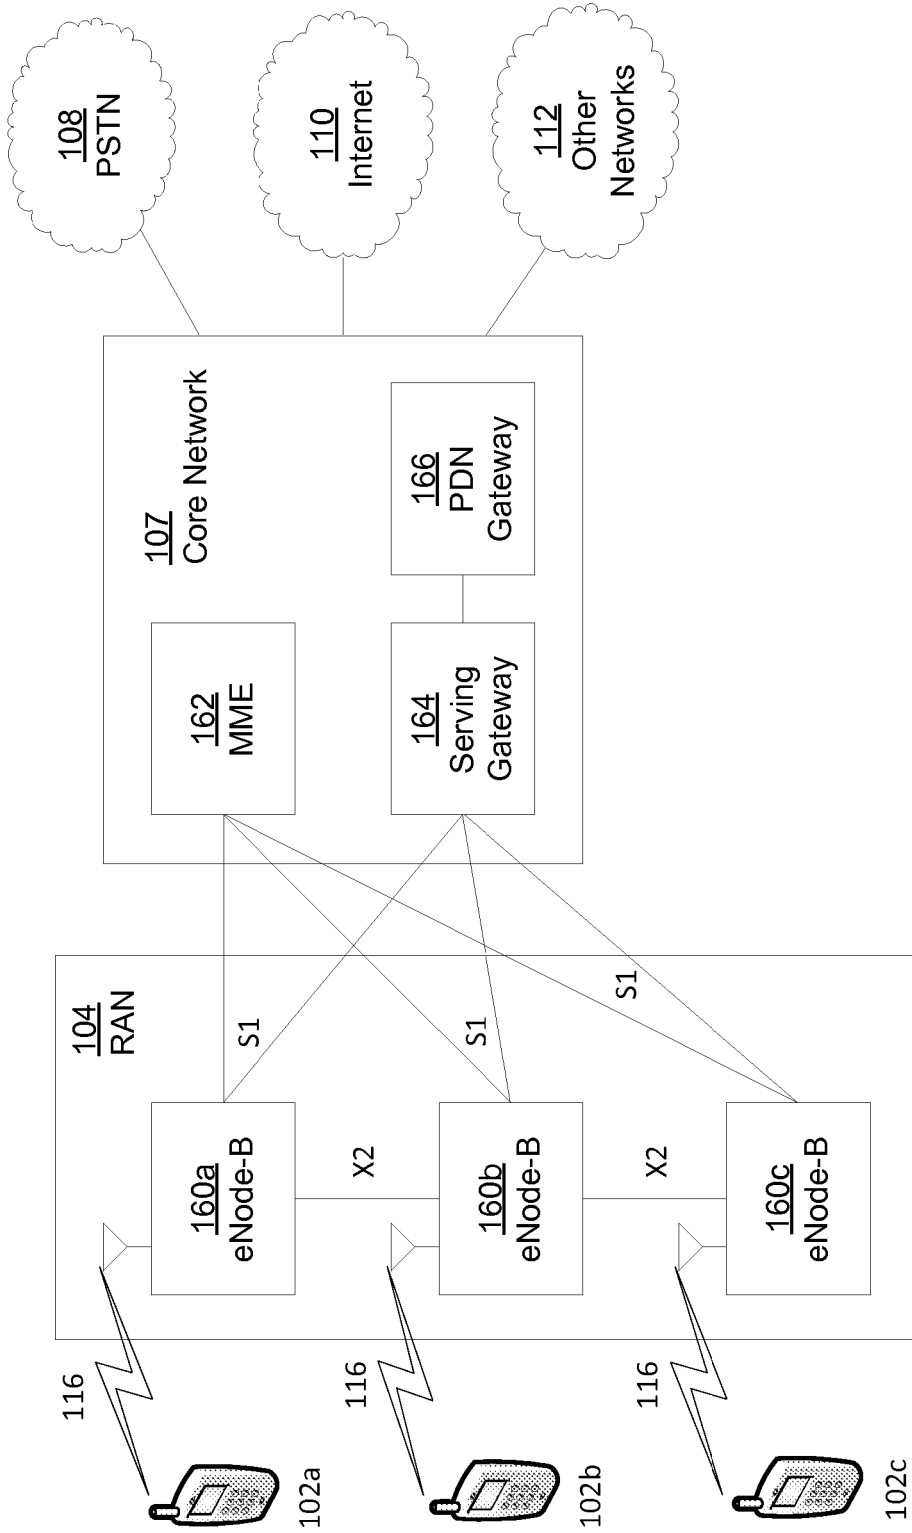 104
RAN
116
102a
160a
eNode-B
S1
X2
116
102b
160b
eNode-B
S1
X2
116
102c
160c
eNode-B
S1
107
Core Network
162
MME
164
Serving
Gateway
166
PDN
Gateway
108
PSTN
110
Internet
112
Other
Networks